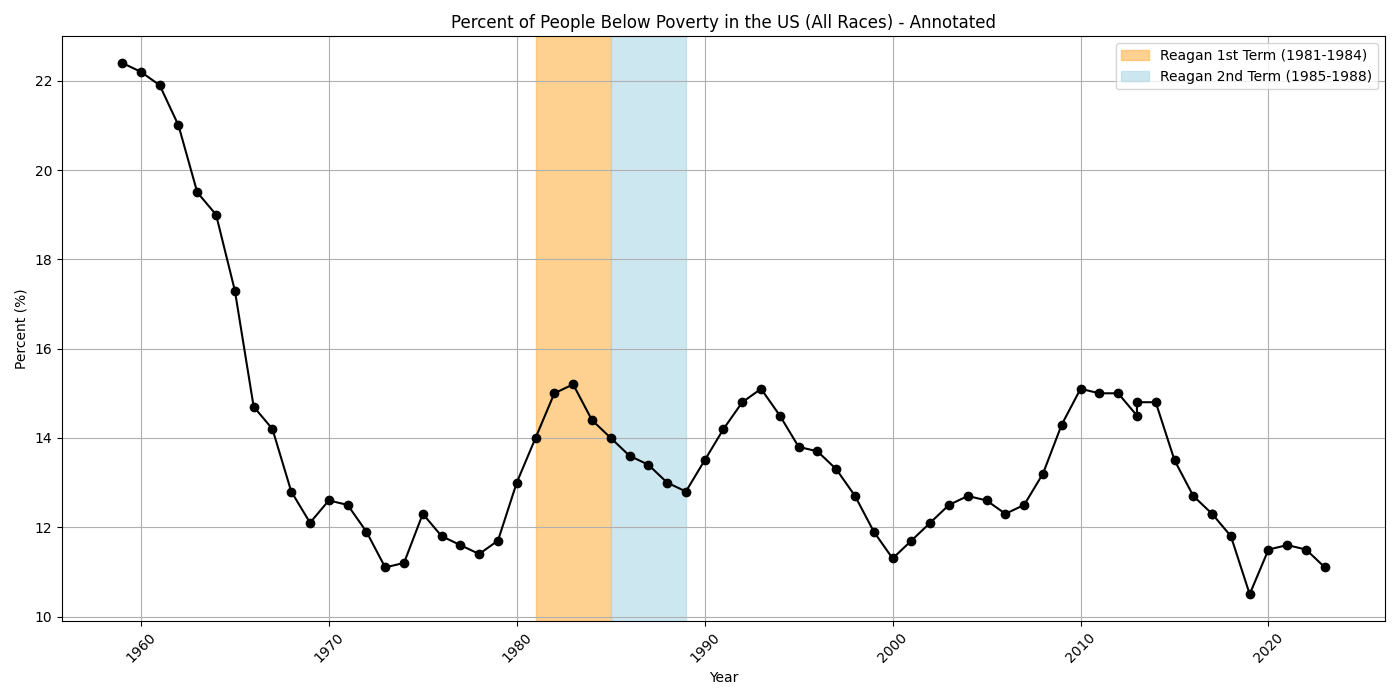 Percent of People Below Poverty in the US (All Races) - Annotated
Reagan 1st Term (1981-1984)
Reagan 2nd Term (1985-1988)
Percent (%)
22
20
18
16
14
12
10
1960
1970
1980
1990
2000
2010
2020
Year